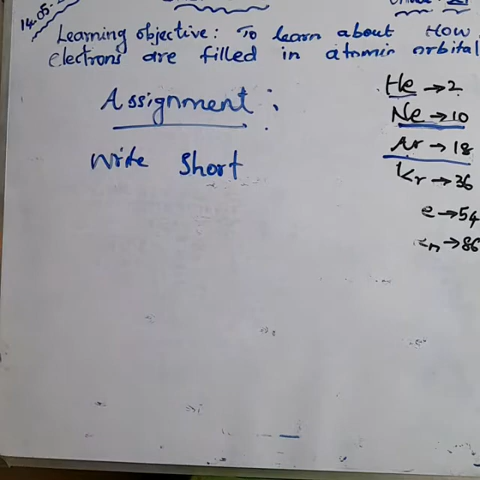 14.05.
Learning objective: To learn about How
electrons are filled in atomin orbital
Assignment:
Write Short
He → 2
Ne → 10
Ar → 18
Kr → 36
e → 54
n → 86